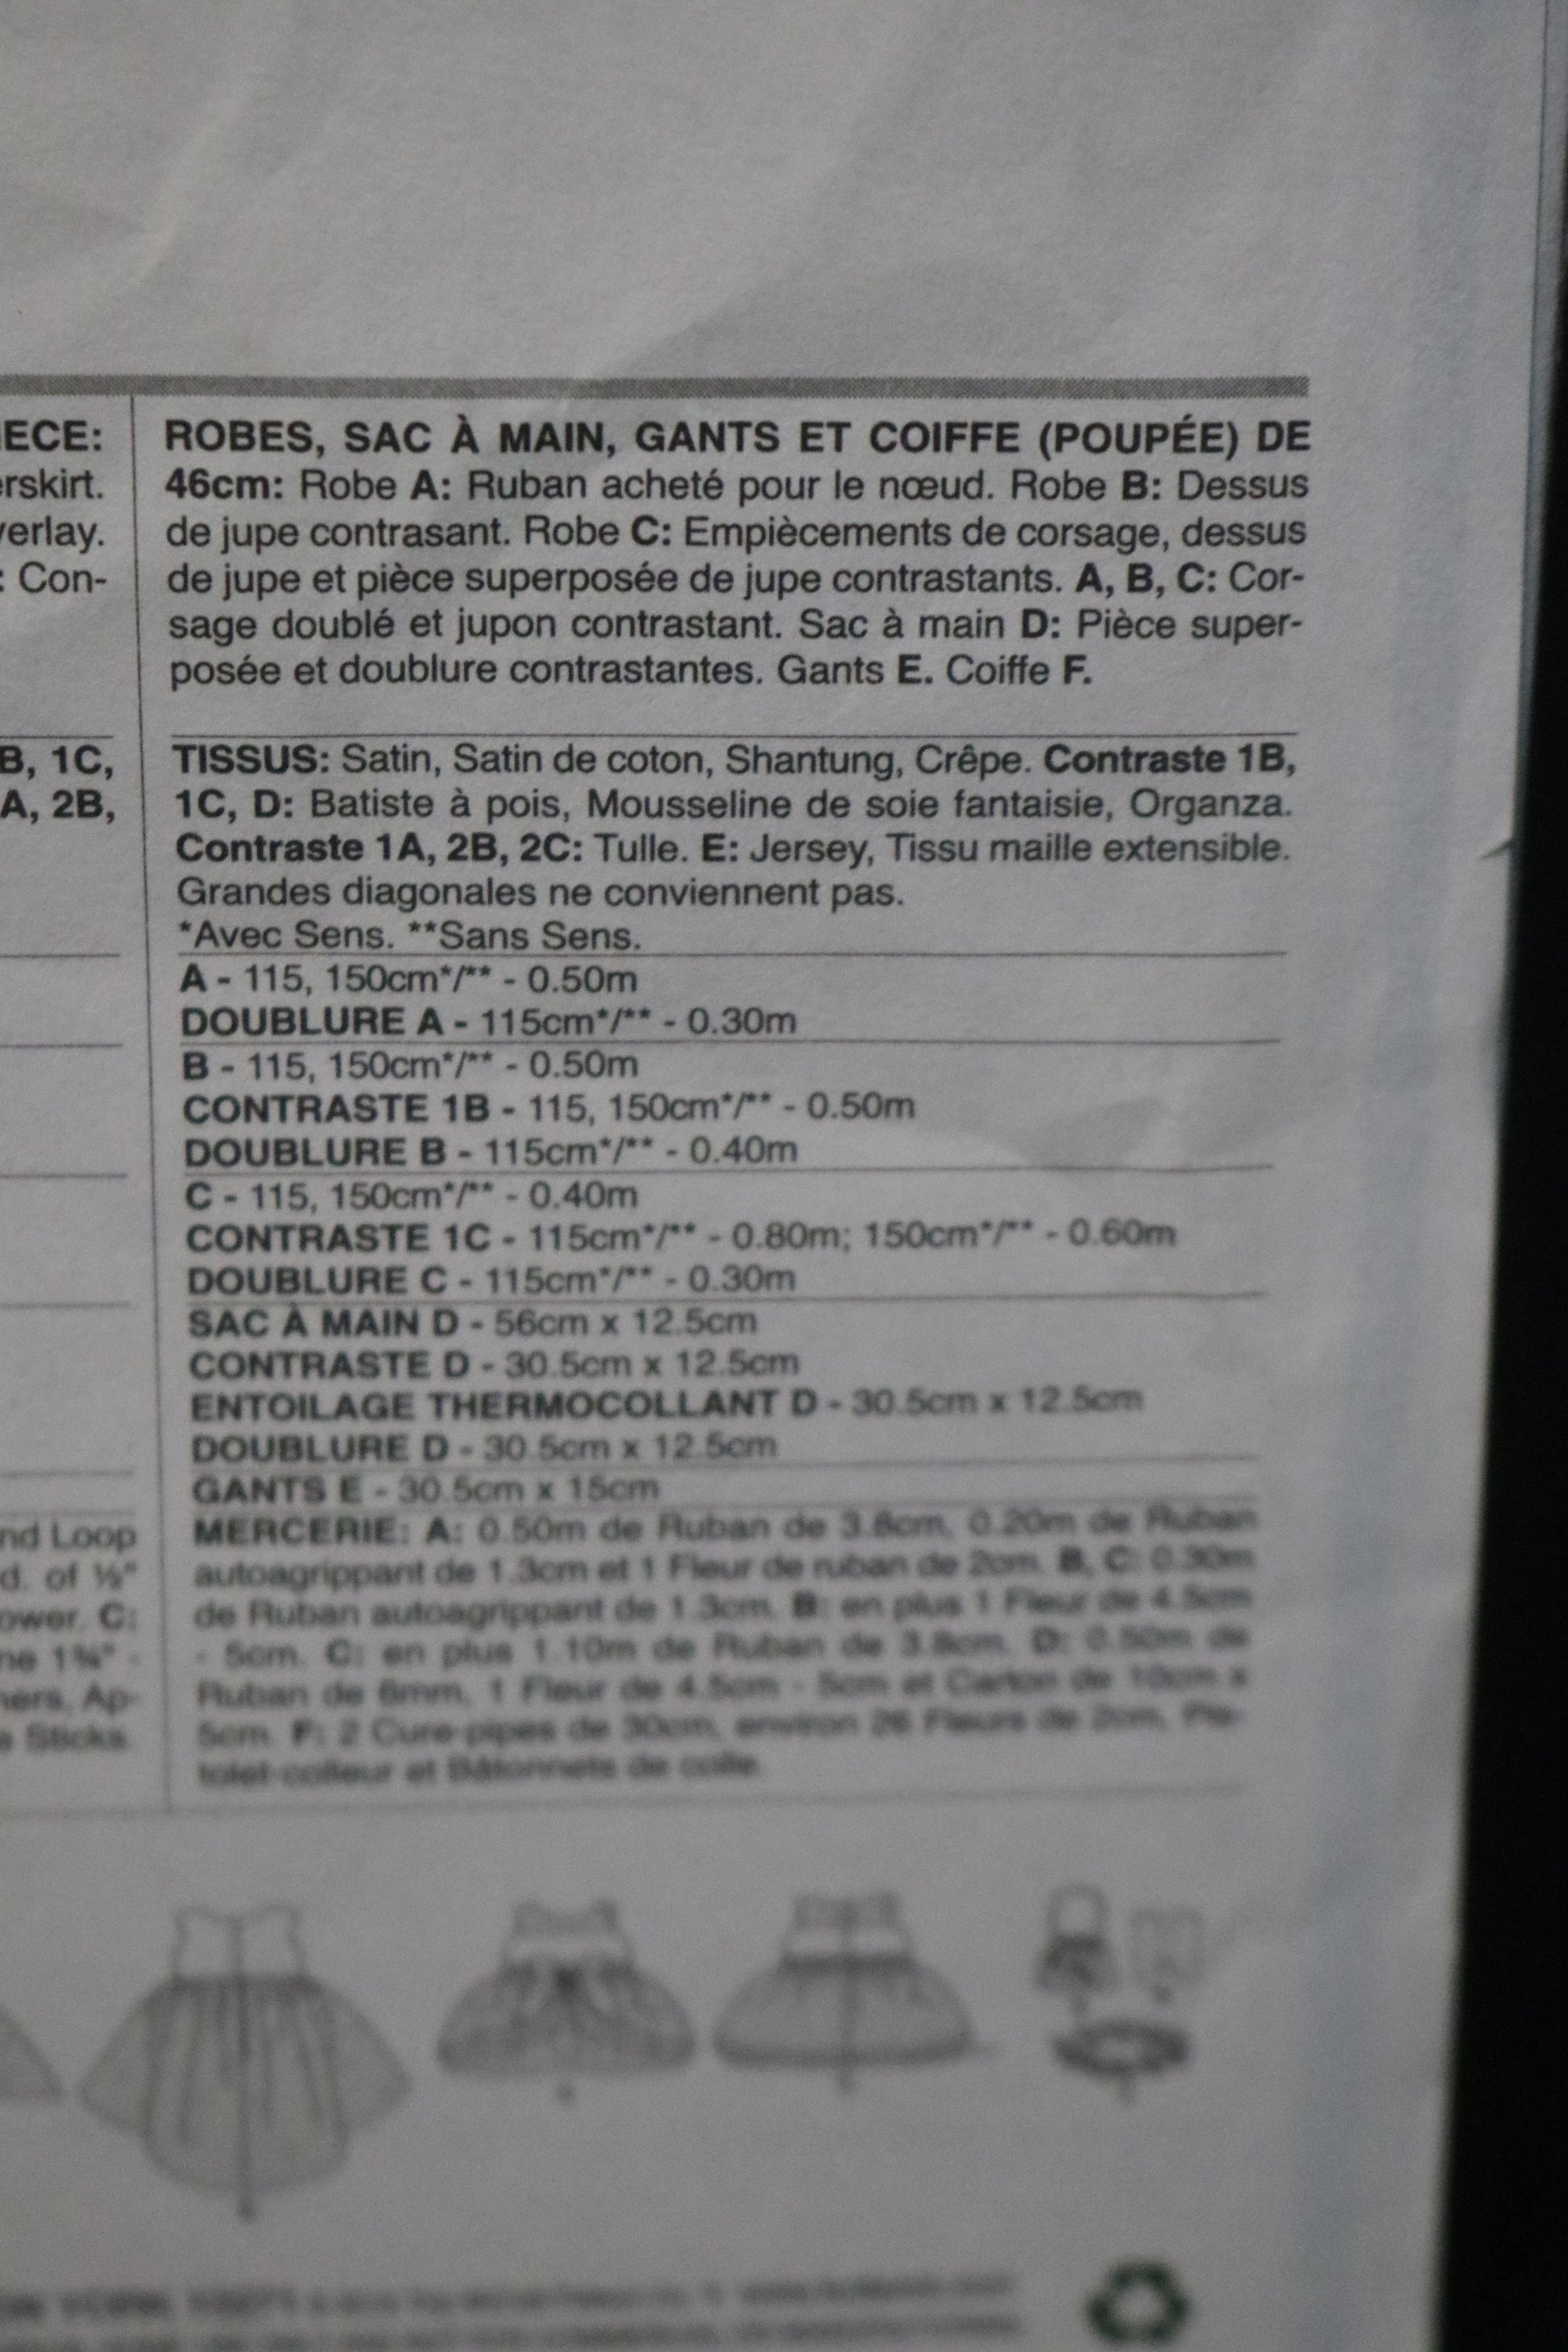 IECE:
erskirt.
verlay.
: Con-
B, 1C,
A, 2B,
nd Loop
d. of ½"
ower. C:
ne 1¾" -
ners, Ap-
e Sticks.
ROBES, SAC À MAIN, GANTS ET COIFFE (POUPÉE) DE
46cm: Robe A: Ruban acheté pour le nœud. Robe B: Dessus
de jupe contrasant. Robe C: Empiècements de corsage, dessus
de jupe et pièce superposée de jupe contrastants. A, B, C: Cor-
sage doublé et jupon contrastant. Sac à main D: Pièce super-
posée et doublure contrastantes. Gants E. Coiffe F.
TISSUS: Satin, Satin de coton, Shantung, Crêpe. Contraste 1B,
1C, D: Batiste à pois, Mousseline de soie fantaisie, Organza.
Contraste 1A, 2B, 2C: Tulle. E: Jersey, Tissu maille extensible.
Grandes diagonales ne conviennent pas.
*Avec Sens. **Sans Sens.
A - 115, 150cm*/** - 0.50m
DOUBLURE A - 115cm*/** - 0.30m
B - 115, 150cm*/** - 0.50m
CONTRASTE 1B - 115, 150cm*/** - 0.50m
DOUBLURE B - 115cm*/** - 0.40m
C - 115, 150cm*/** - 0.40m
CONTRASTE 1C - 115cm*/** - 0.80m; 150cm*/** - 0.60m
DOUBLURE C - 115cm*/** - 0.30m
SAC À MAIN D - 56cm x 12.5cm
CONTRASTE D - 30.5cm x 12.5cm
ENTOILAGE THERMOCOLLANT D - 30.5cm x 12.5cm
DOUBLURE D - 30.5cm x 12.5cm
GANTS E - 30.5cm x 15cm
MERCERIE: A: 0.50m de Ruban de 3.8cm, 0.20m de Ruban
autoagrippant de 1.3cm et 1 Fleur de ruban de 2cm. B, C: 0.30m
de Ruban autoagrippant de 1.3cm. B: en plus 1 Fleur de 4.5cm
- 5cm. C: en plus 1.10m de Ruban de 3.8cm. D: 0.50m de
Ruban de 6mm, 1 Fleur de 4.5cm - 5cm et Carton de 10cm x
5cm. F: 2 Cure-pipes de 30cm, environ 26 Fleurs de 2cm, Pis-
tolet-colleur et Bâtonnets de colle.